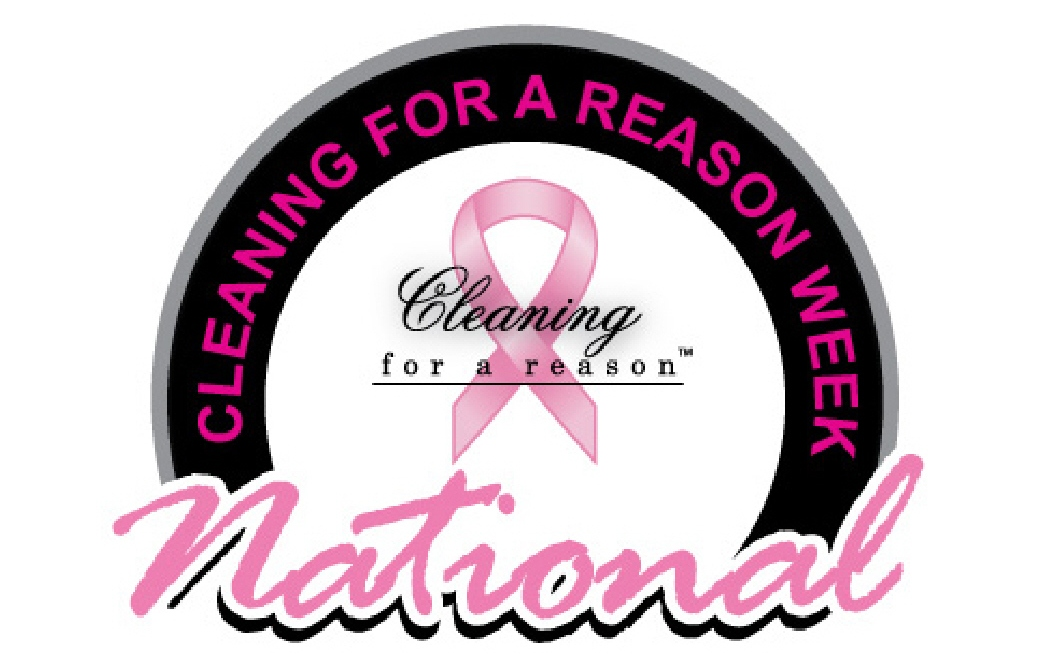 CLEANING FOR A REASON WEEK
Cleaning
for a reason™
National